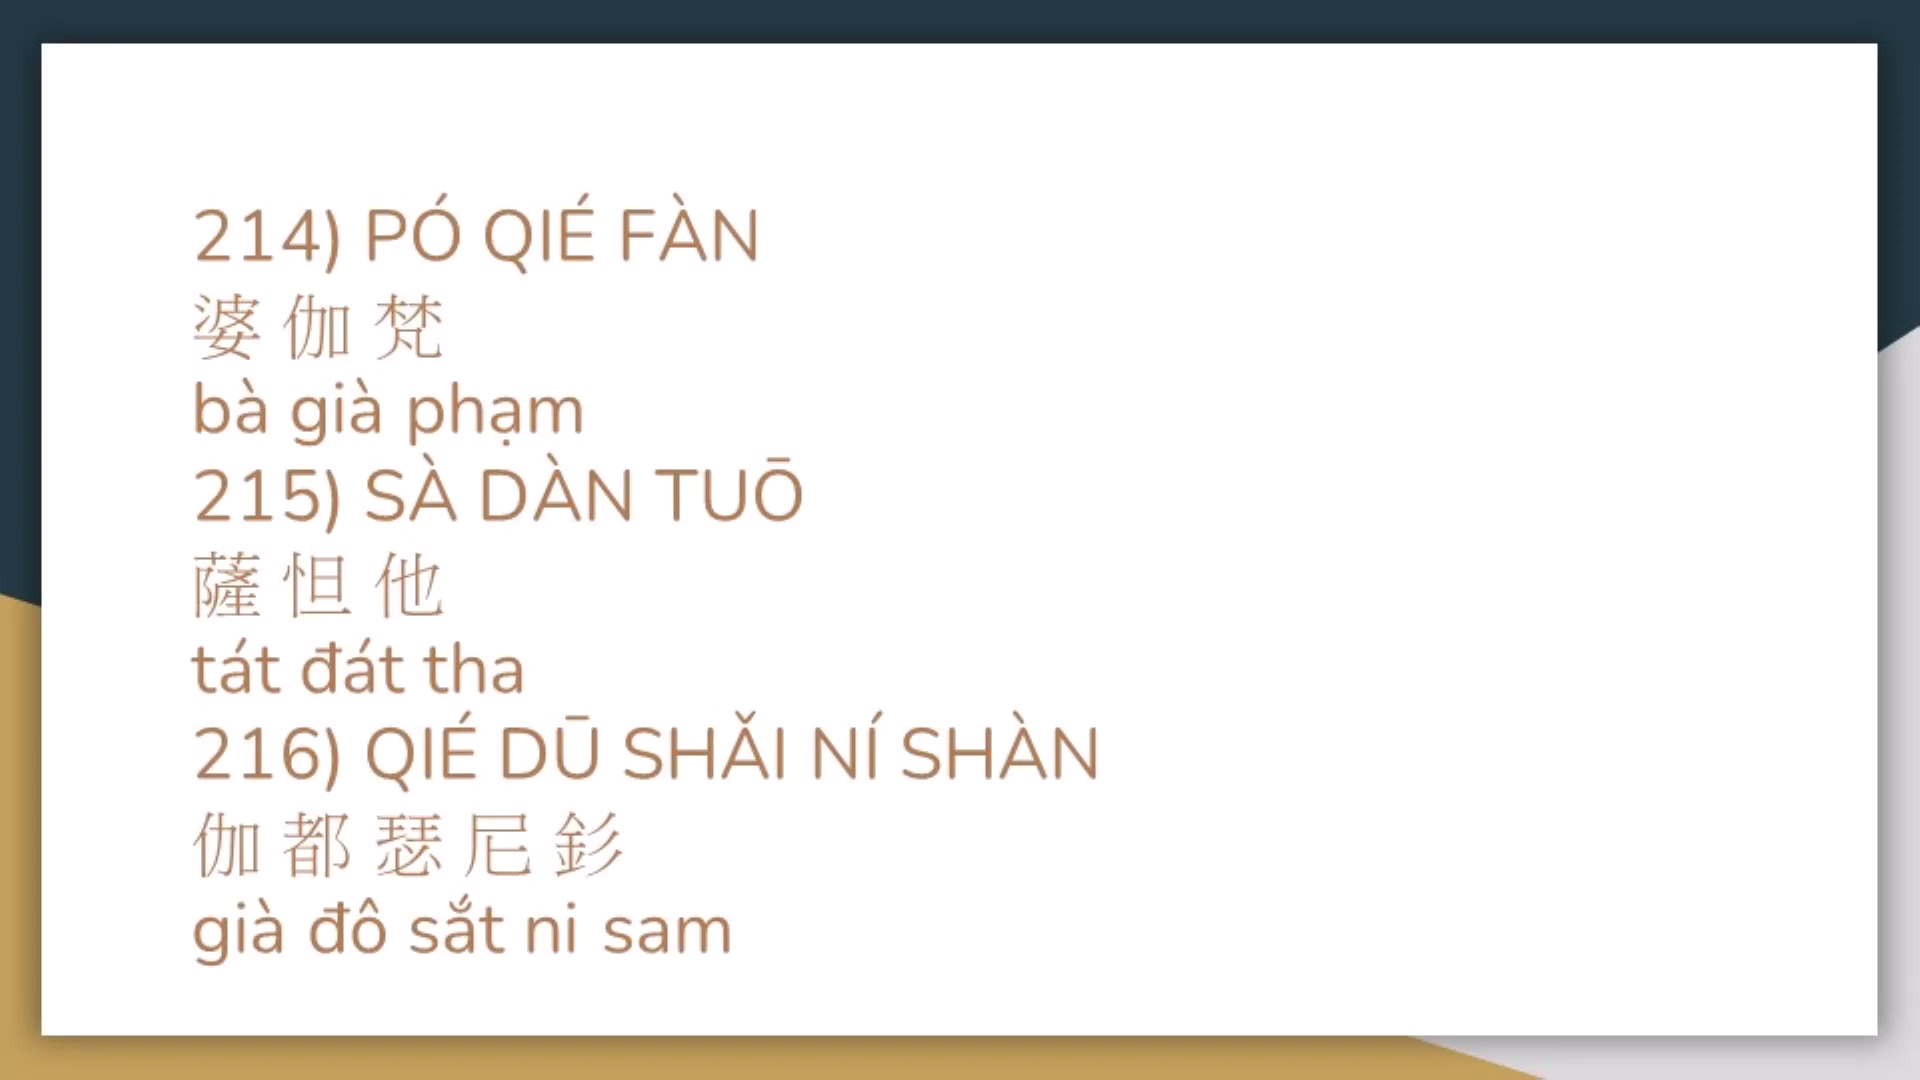 214) PÓ QIÉ FÀN
婆 伽 梵
bà già phạm
215) SÀ DÀN TUŌ
薩 怛 他
tát đát tha
216) QIÉ DŪ SHǍI NÍ SHÀN
伽 都 瑟 尼 釤
già đô sắt ni sam